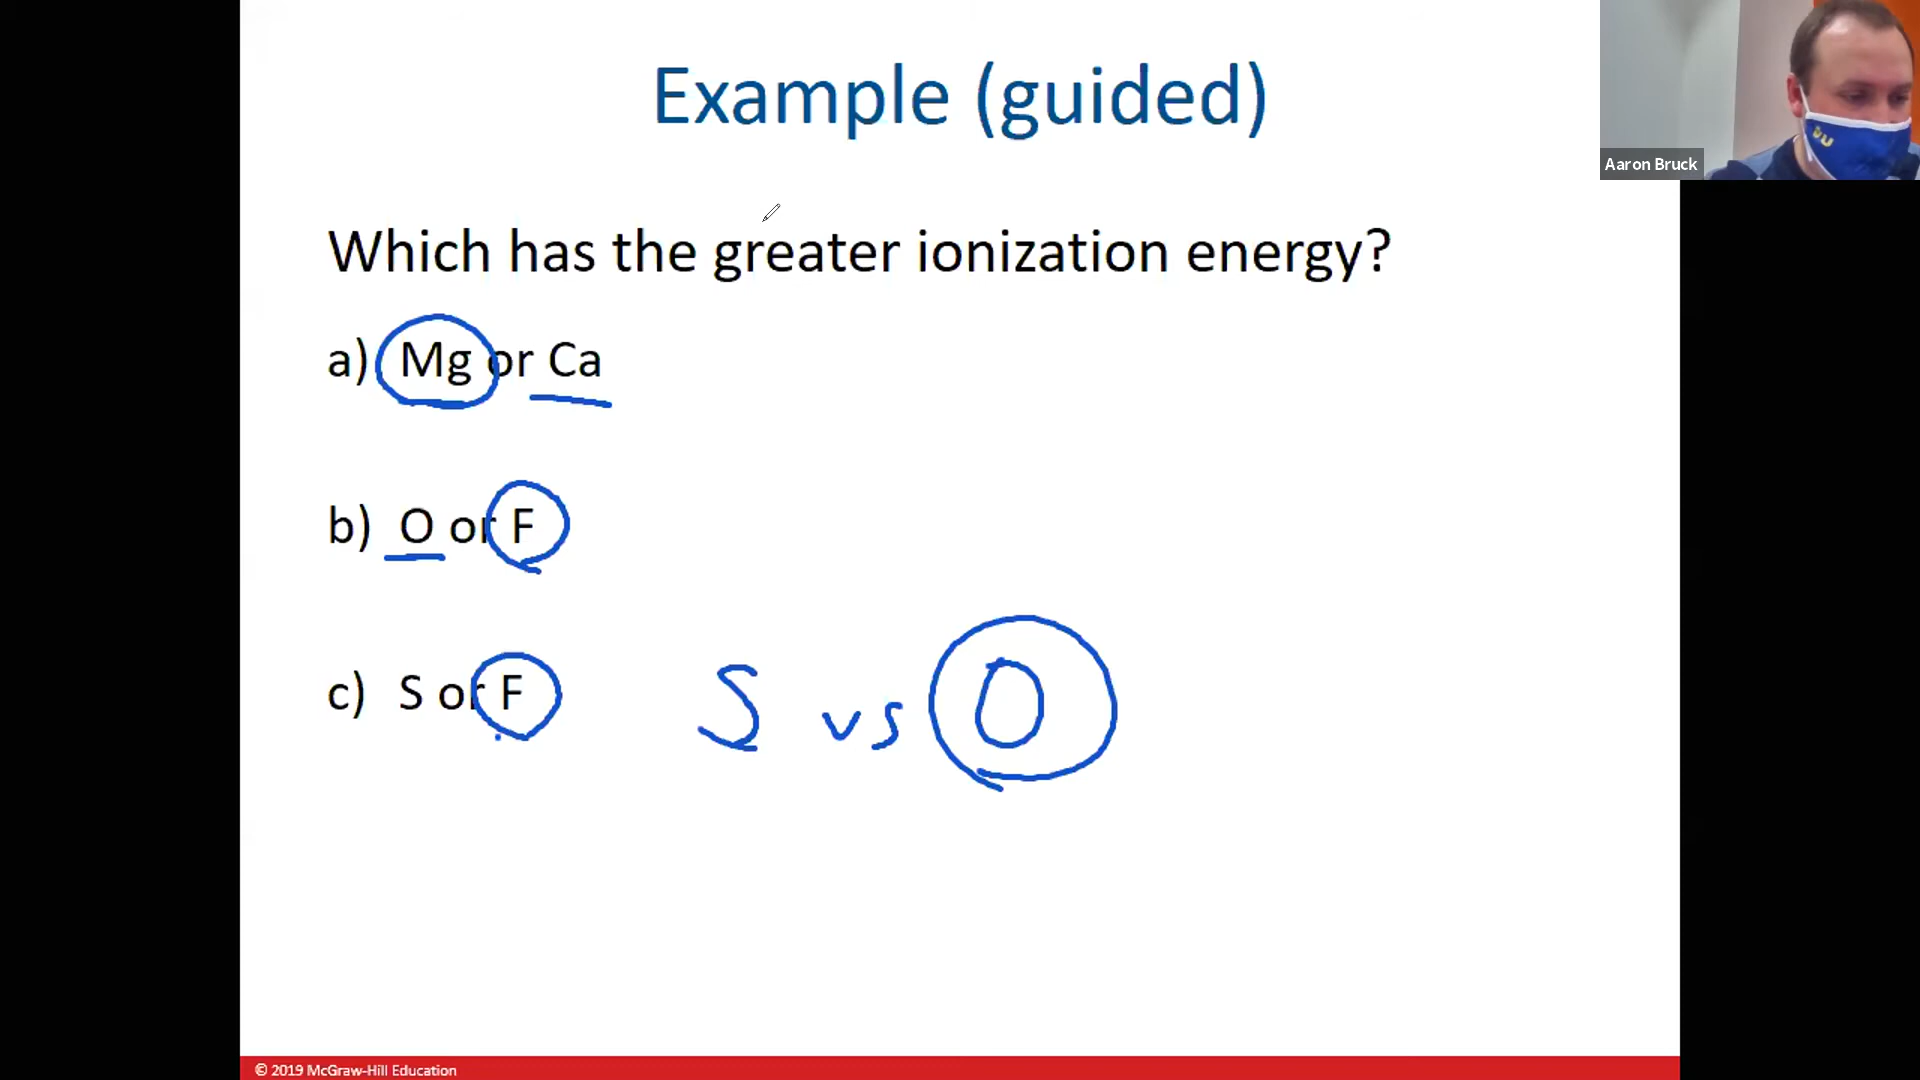 Example (guided)
Aaron Bruck
Which has the greater ionization energy?
a) Mg or Ca
b) O or F
c) S or F S vs O
© 2019 McGraw-Hill Education